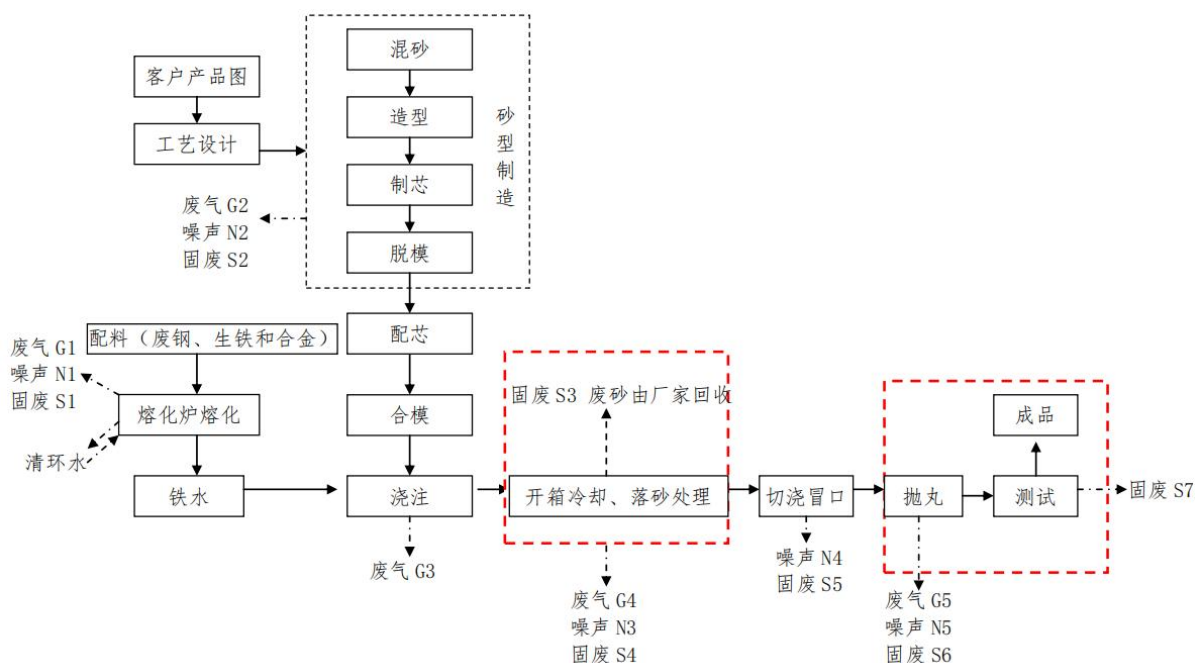 混砂
客户产品图
造型
砂型制造
工艺设计
制芯
废气 G2
噪声 N2
固废 S2
脱模
配料（废钢、生铁和合金）
配芯
废气 G1
噪声 N1
固废 S1
固废 S3 废砂由厂家回收
熔化炉熔化
合模
成品
清环水
铁水
浇注
开箱冷却、落砂处理
切浇冒口
抛丸
测试
固废 S7
废气 G3
噪声 N4
固废 S5
废气 G4
噪声 N3
固废 S4
废气 G5
噪声 N5
固废 S6